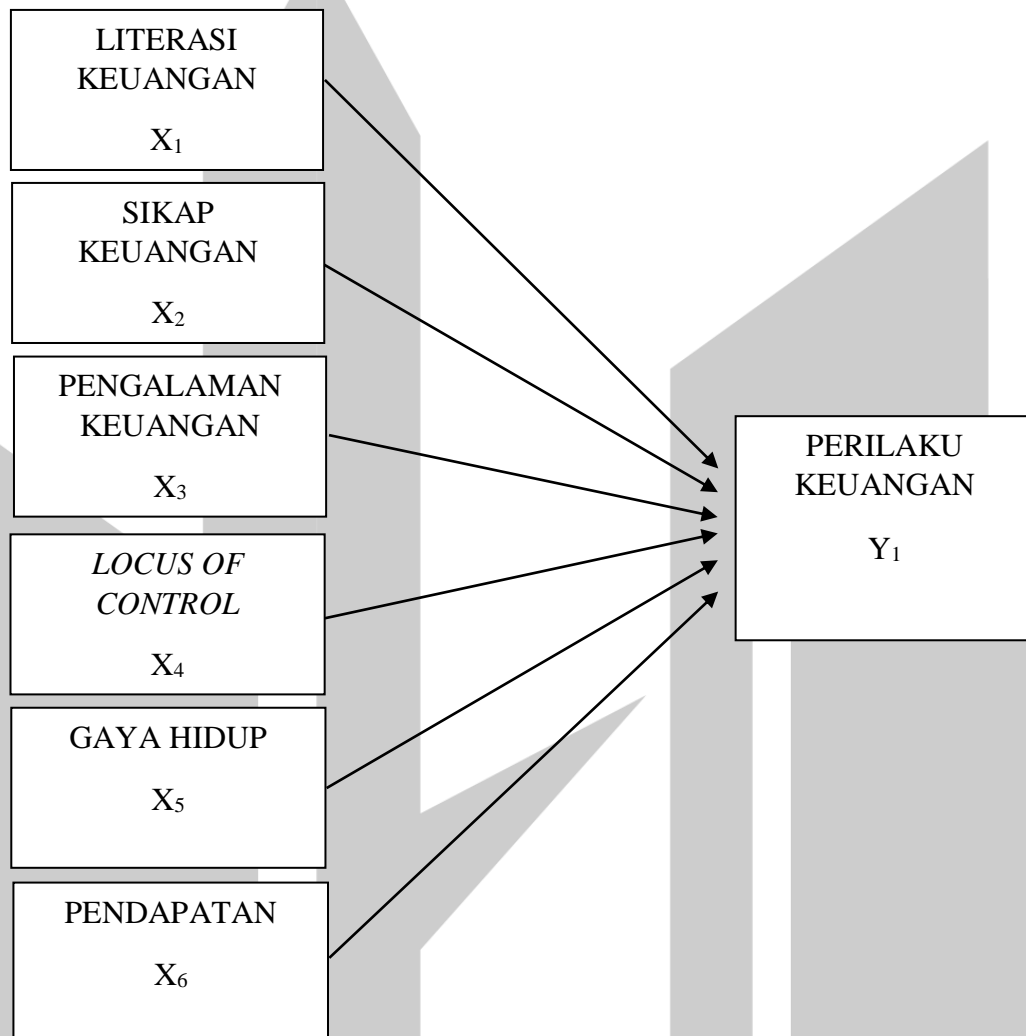 LITERASI
KEUANGAN
X₁
SIKAP
KEUANGAN
X₂
PENGALAMAN
KEUANGAN
X₃
LOCUS OF
CONTROL
X₄
GAYA HIDUP
X₅
PENDAPATAN
X₆
PERILAKU
KEUANGAN
Y₁